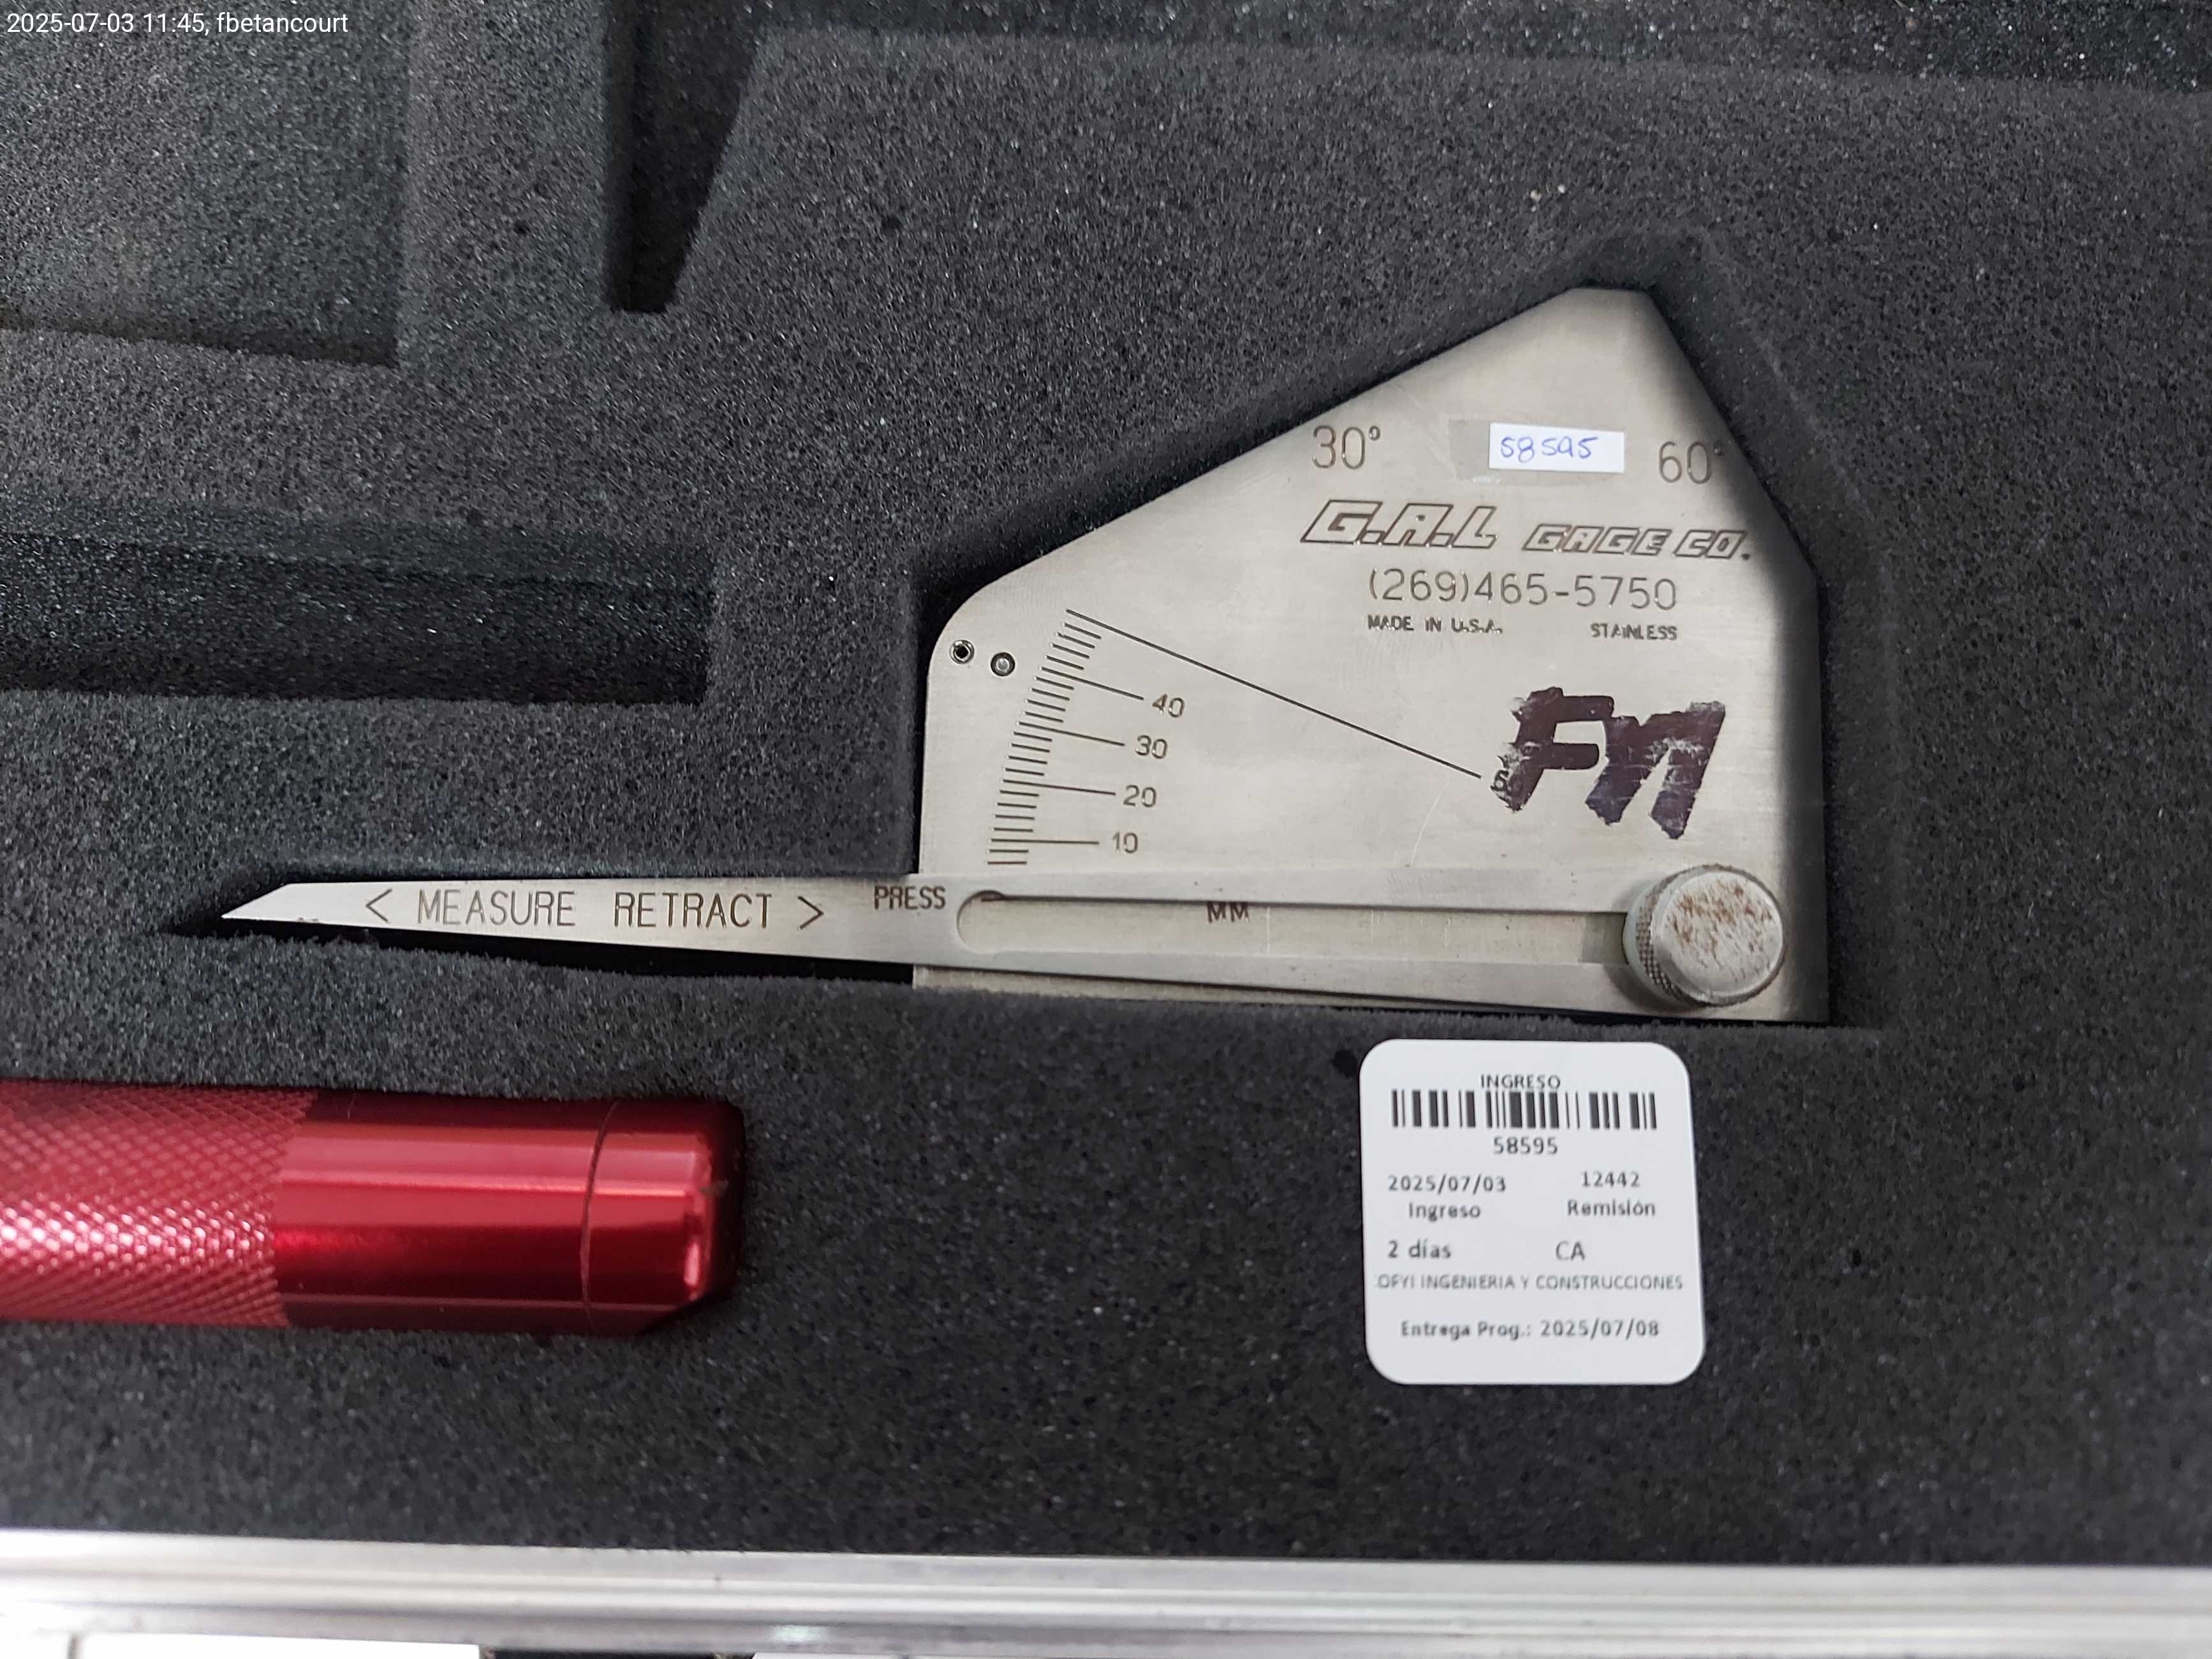 2025-07-03 11:45, fbetancourt
30° 58595 60°
G.A.L GAGE CO.
(269)465-5750
MADE IN U.S.A. STAINLESS
40
30
20
10
FYI
< MEASURE RETRACT > PRESS
MM
INGRESO
58595
2025/07/03 12442
Ingreso Remisión
2 días CA
OFYI INGENIERIA Y CONSTRUCCIONES
Entrega Prog.: 2025/07/08